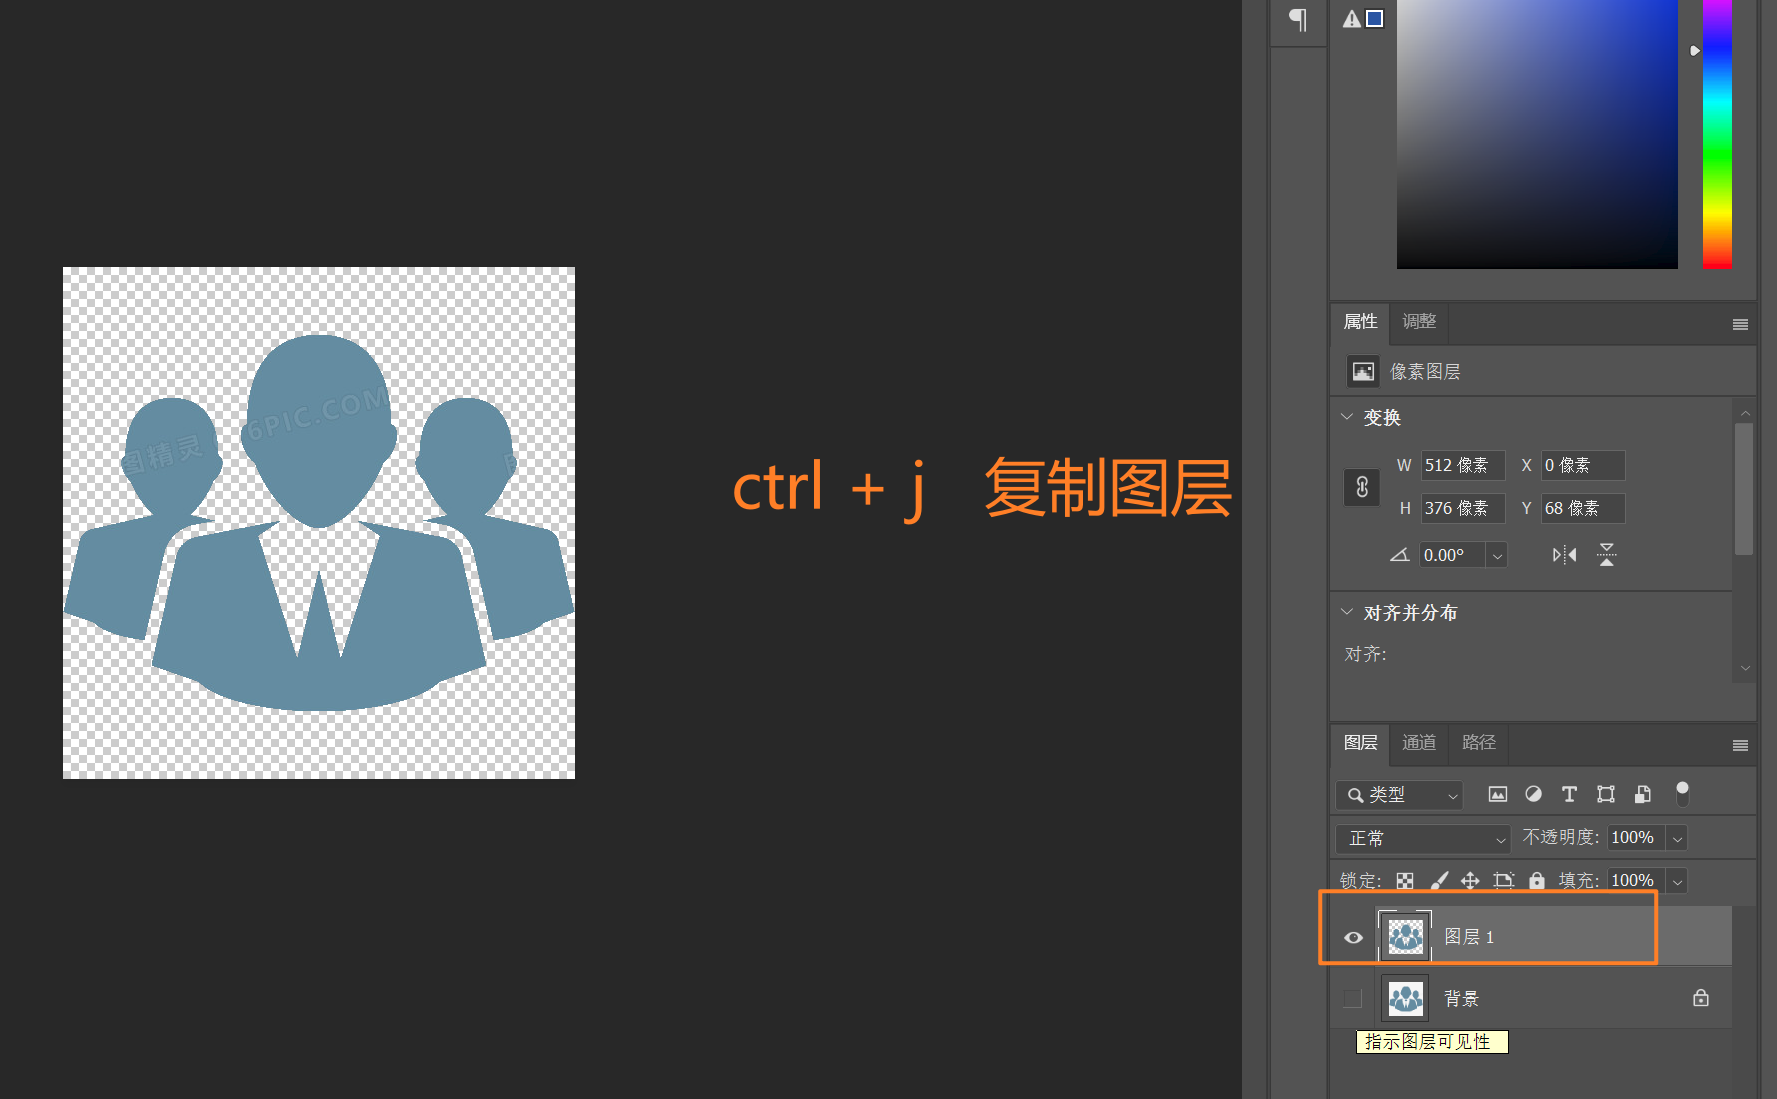 6PIC.COM
图精灵
ctrl + j 复制图层
属性 调整
像素图层
变换
W 512 像素 X 0 像素
H 376 像素 Y 68 像素
0.00°
对齐并分布
对齐:
图层 通道 路径
类型
正常 不透明度: 100%
锁定: 填充: 100%
图层 1
背景
指示图层可见性